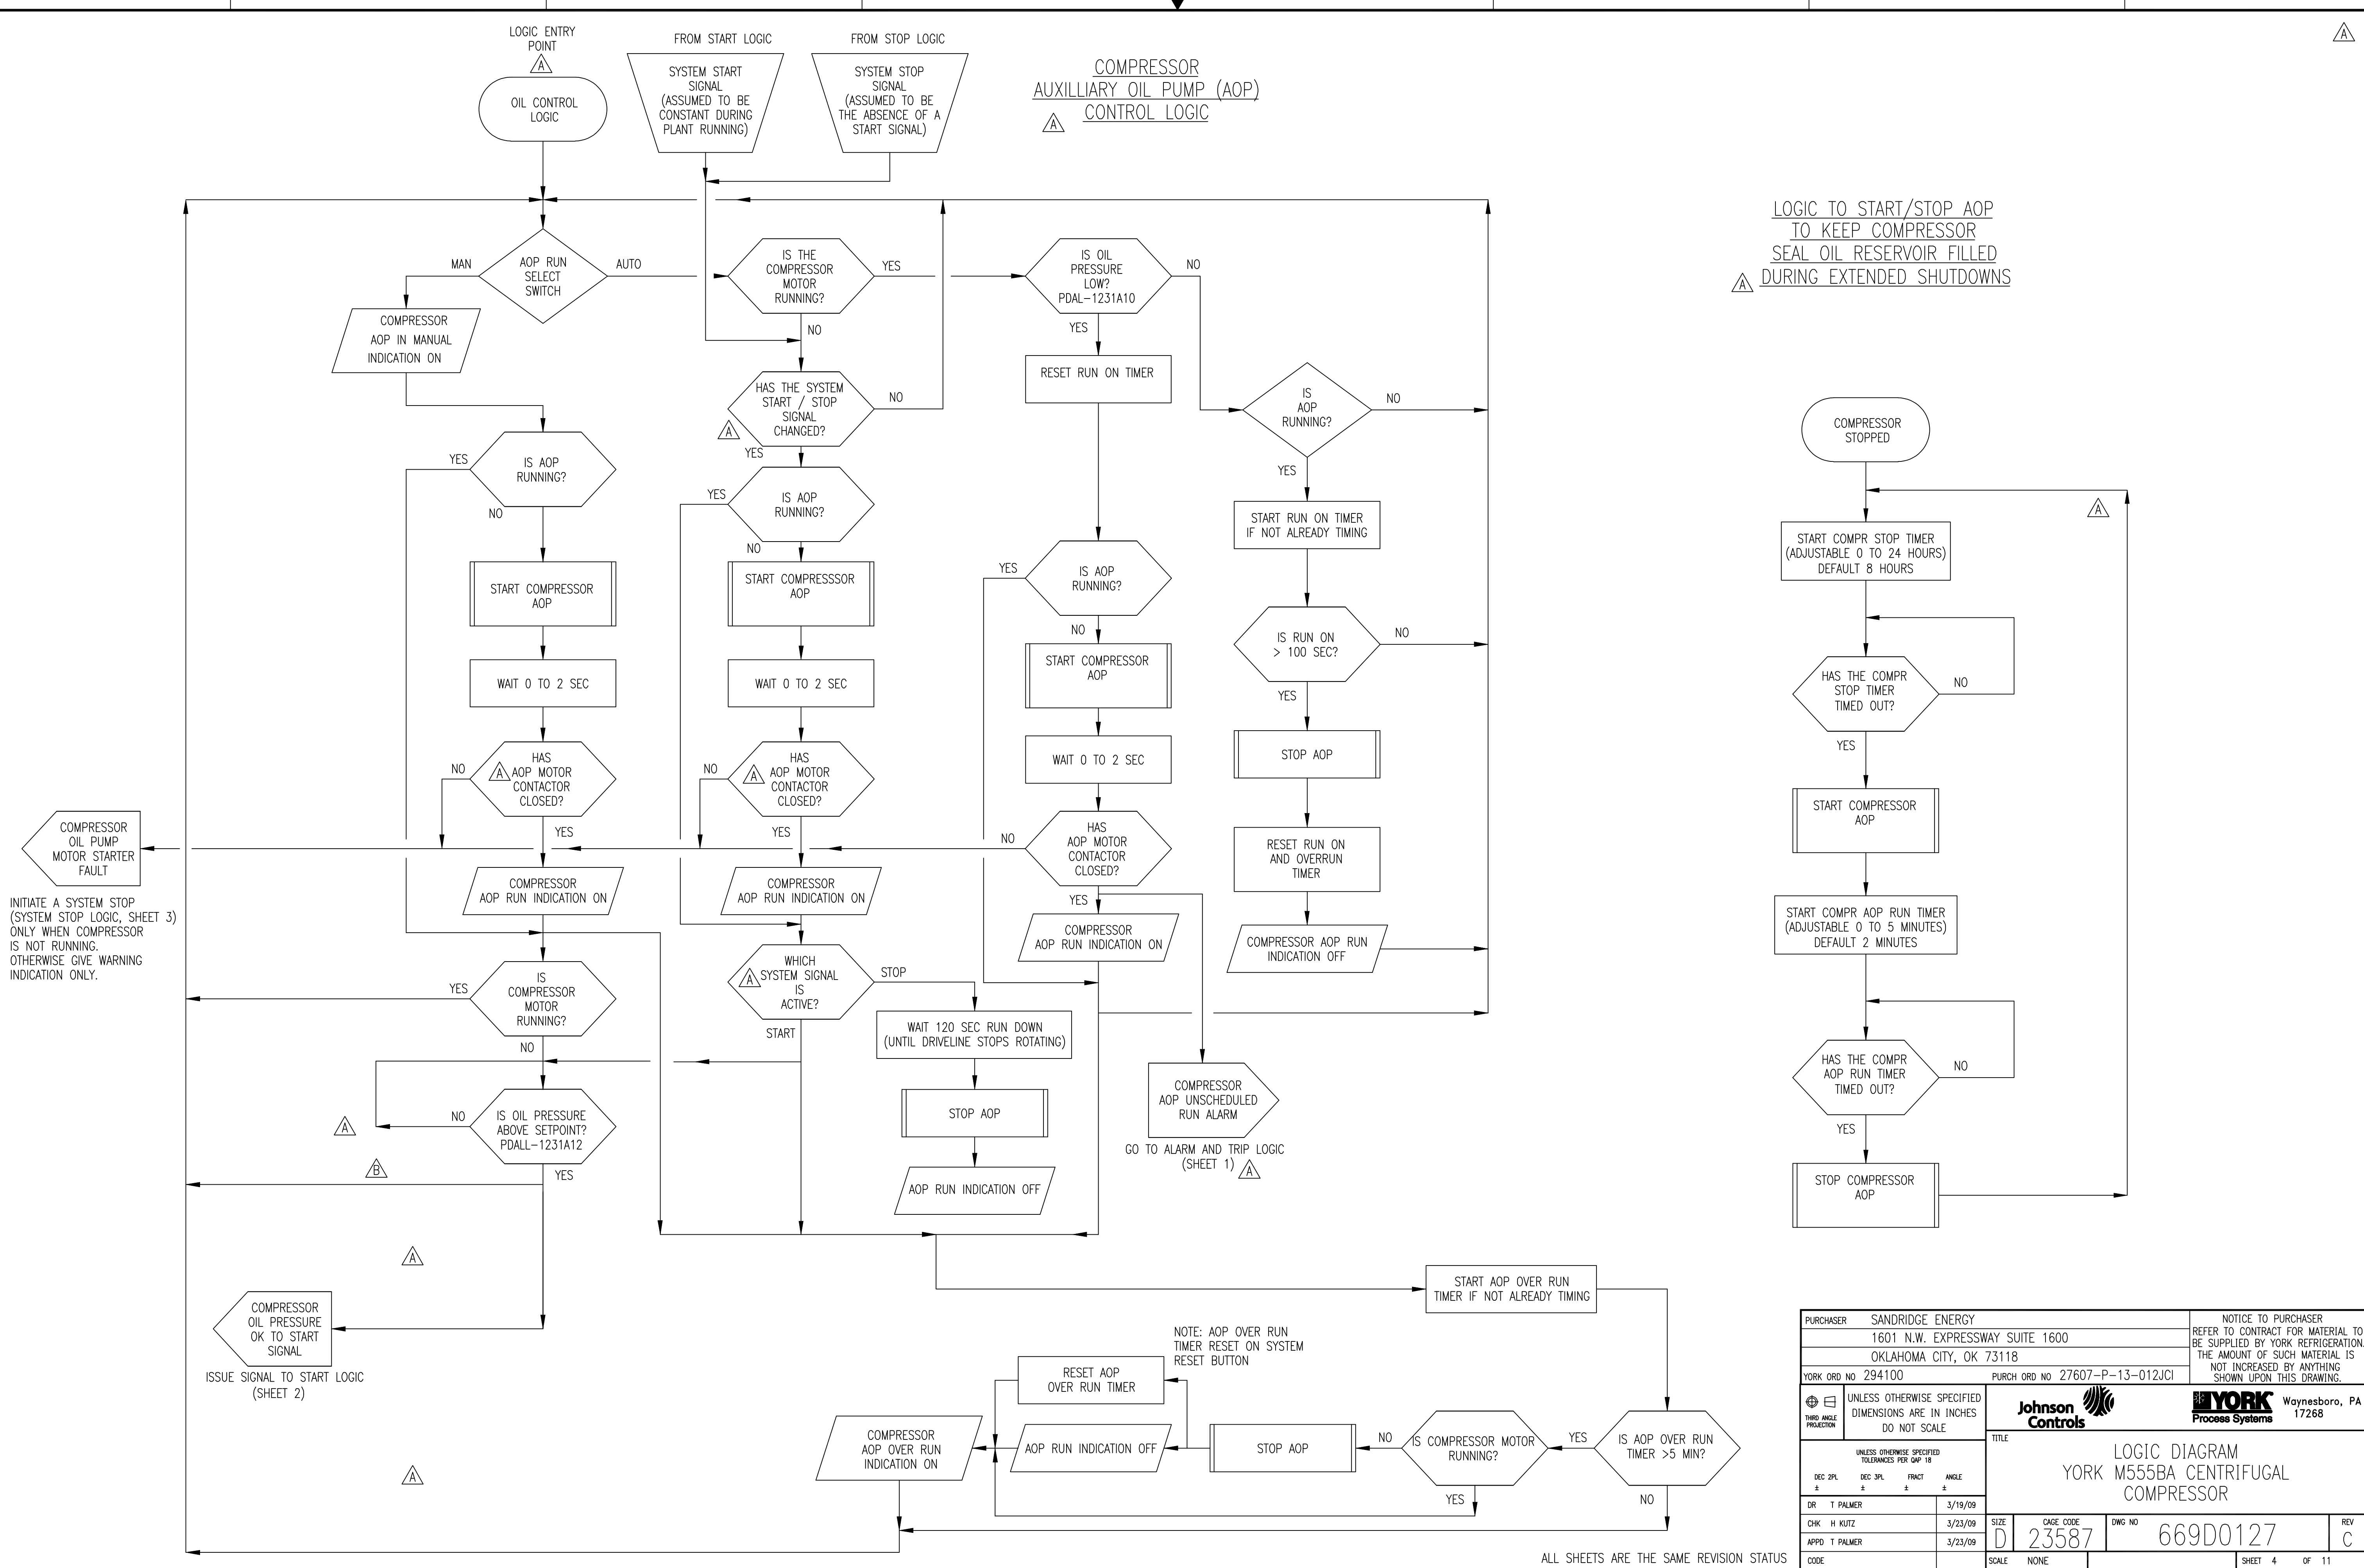 LOGIC ENTRY
POINT
A
OIL CONTROL
LOGIC
FROM START LOGIC
SYSTEM START
SIGNAL
(ASSUMED TO BE
CONSTANT DURING
PLANT RUNNING)
FROM STOP LOGIC
SYSTEM STOP
SIGNAL
(ASSUMED TO BE
THE ABSENCE OF A
START SIGNAL)
COMPRESSOR
AUXILLIARY OIL PUMP (AOP)
CONTROL LOGIC
A
A
MAN
AOP RUN
SELECT
SWITCH
AUTO
COMPRESSOR
AOP IN MANUAL
INDICATION ON
YES
IS AOP
RUNNING?
NO
START COMPRESSOR
AOP
WAIT 0 TO 2 SEC
NO
A
HAS
AOP MOTOR
CONTACTOR
CLOSED?
YES
COMPRESSOR
OIL PUMP
MOTOR STARTER
FAULT
INITIATE A SYSTEM STOP
(SYSTEM STOP LOGIC, SHEET 3)
ONLY WHEN COMPRESSOR
IS NOT RUNNING.
OTHERWISE GIVE WARNING
INDICATION ONLY.
COMPRESSOR
AOP RUN INDICATION ON
YES
IS
COMPRESSOR
MOTOR
RUNNING?
NO
A
NO
IS OIL PRESSURE
ABOVE SETPOINT?
PDALL-1231A12
YES
B
A
COMPRESSOR
OIL PRESSURE
OK TO START
SIGNAL
ISSUE SIGNAL TO START LOGIC
(SHEET 2)
A
IS THE
COMPRESSOR
MOTOR
RUNNING?
YES
NO
HAS THE SYSTEM
START / STOP
SIGNAL
CHANGED?
NO
A
YES
YES
IS AOP
RUNNING?
NO
START COMPRESSSOR
AOP
WAIT 0 TO 2 SEC
NO
A
HAS
AOP MOTOR
CONTACTOR
CLOSED?
YES
COMPRESSOR
AOP RUN INDICATION ON
WHICH
SYSTEM SIGNAL
IS
ACTIVE?
A
STOP
START
WAIT 120 SEC RUN DOWN
(UNTIL DRIVELINE STOPS ROTATING)
STOP AOP
AOP RUN INDICATION OFF
IS OIL
PRESSURE
LOW?
PDAL-1231A10
NO
YES
RESET RUN ON TIMER
YES
IS AOP
RUNNING?
NO
START COMPRESSOR
AOP
WAIT 0 TO 2 SEC
NO
HAS
AOP MOTOR
CONTACTOR
CLOSED?
YES
COMPRESSOR
AOP RUN INDICATION ON
COMPRESSOR
AOP UNSCHEDULED
RUN ALARM
GO TO ALARM AND TRIP LOGIC
(SHEET 1)
A
IS
AOP
RUNNING?
NO
YES
START RUN ON TIMER
IF NOT ALREADY TIMING
IS RUN ON
> 100 SEC?
NO
YES
STOP AOP
RESET RUN ON
AND OVERRUN
TIMER
COMPRESSOR AOP RUN
INDICATION OFF
START AOP OVER RUN
TIMER IF NOT ALREADY TIMING
NOTE: AOP OVER RUN
TIMER RESET ON SYSTEM
RESET BUTTON
RESET AOP
OVER RUN TIMER
COMPRESSOR
AOP OVER RUN
INDICATION ON
AOP RUN INDICATION OFF
STOP AOP
NO
IS COMPRESSOR MOTOR
RUNNING?
YES
YES
IS AOP OVER RUN
TIMER >5 MIN?
NO
LOGIC TO START/STOP AOP
TO KEEP COMPRESSOR
SEAL OIL RESERVOIR FILLED
DURING EXTENDED SHUTDOWNS
A
COMPRESSOR
STOPPED
A
START COMPR STOP TIMER
(ADJUSTABLE 0 TO 24 HOURS)
DEFAULT 8 HOURS
HAS THE COMPR
STOP TIMER
TIMED OUT?
NO
YES
START COMPRESSOR
AOP
START COMPR AOP RUN TIMER
(ADJUSTABLE 0 TO 5 MINUTES)
DEFAULT 2 MINUTES
HAS THE COMPR
AOP RUN TIMER
TIMED OUT?
NO
YES
STOP COMPRESSOR
AOP
ALL SHEETS ARE THE SAME REVISION STATUS
PURCHASER SANDRIDGE ENERGY
1601 N.W. EXPRESSWAY SUITE 1600
OKLAHOMA CITY, OK 73118
YORK ORD NO 294100
PURCH ORD NO 27607-P-13-012JCI
NOTICE TO PURCHASER
REFER TO CONTRACT FOR MATERIAL TO
BE SUPPLIED BY YORK REFRIGERATION.
THE AMOUNT OF SUCH MATERIAL IS
NOT INCREASED BY ANYTHING
SHOWN UPON THIS DRAWING.
THIRD ANGLE
PROJECTION
UNLESS OTHERWISE SPECIFIED
DIMENSIONS ARE IN INCHES
DO NOT SCALE
Johnson
Controls
YORK
Process Systems
Waynesboro, PA
17268
UNLESS OTHERWISE SPECIFIED
TOLERANCES PER QAP 18
DEC 2PL DEC 3PL FRACT ANGLE
± ± ± ±
TITLE
LOGIC DIAGRAM
YORK M555BA CENTRIFUGAL
COMPRESSOR
DR T PALMER 3/19/09
CHK H KUTZ 3/23/09
APPD T PALMER 3/23/09
CODE
SIZE
D
CAGE CODE
23587
DWG NO
669D0127
REV
C
SCALE NONE
SHEET 4 OF 11